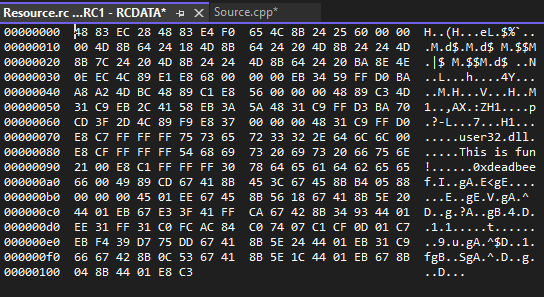 Resource.rc ...RC1 - RCDATA* Source.cpp*
00000000 48 83 EC 28 48 83 E4 F0 65 4C 8B 24 25 60 00 00 H..(H...eL.$%`..
00000010 00 4D 8B 64 24 18 4D 8B 64 24 20 4D 8B 24 24 4D .M.d$.M.d$ M.$$M
00000020 8B 7C 24 20 4D 8B 24 24 4D 8B 64 24 20 BA 8E 4E .|$ M.$$M.d$ ..N
00000030 0E EC 4C 89 E1 E8 68 00 00 00 EB 34 59 FF D0 BA ..L...h....4Y...
00000040 A8 A2 4D BC 48 89 C1 E8 56 00 00 00 48 89 C3 4D ..M.H...V...H..M
00000050 31 C9 EB 2C 41 58 EB 3A 5A 48 31 C9 FF D3 BA 70 1..,AX.:ZH1....p
00000060 CD 3F 2D 4C 89 F9 E8 37 00 00 00 48 31 C9 FF D0 .?-L...7...H1...
00000070 E8 C7 FF FF FF 75 73 65 72 33 32 2E 64 6C 6C 00 .....user32.dll.
00000080 E8 CF FF FF FF 54 68 69 73 20 69 73 20 66 75 6E .....This is fun
00000090 21 00 E8 C1 FF FF FF 30 78 64 65 61 64 62 65 65 !......0xdeadbee
000000a0 66 00 49 89 CD 67 41 8B 45 3C 67 45 8B B4 05 88 f.I..gA.E<gE....
000000b0 00 00 00 45 01 EE 67 45 8B 56 18 67 41 8B 5E 20 ...E..gE.V.gA.^
000000c0 44 01 EB 67 E3 3F 41 FF CA 67 42 8B 34 93 44 01 D..g.?A..gB.4.D.
000000d0 EE 31 FF 31 C0 FC AC 84 C0 74 07 C1 CF 0D 01 C7 .1.1.....t......
000000e0 EB F4 39 D7 75 DD 67 41 8B 5E 24 44 01 EB 31 C9 ..9.u.gA.^$D..1.
000000f0 66 67 42 8B 0C 53 67 41 8B 5E 1C 44 01 EB 67 8B fgB..SgA.^.D..g.
00000100 04 8B 44 01 E8 C3 ..D...